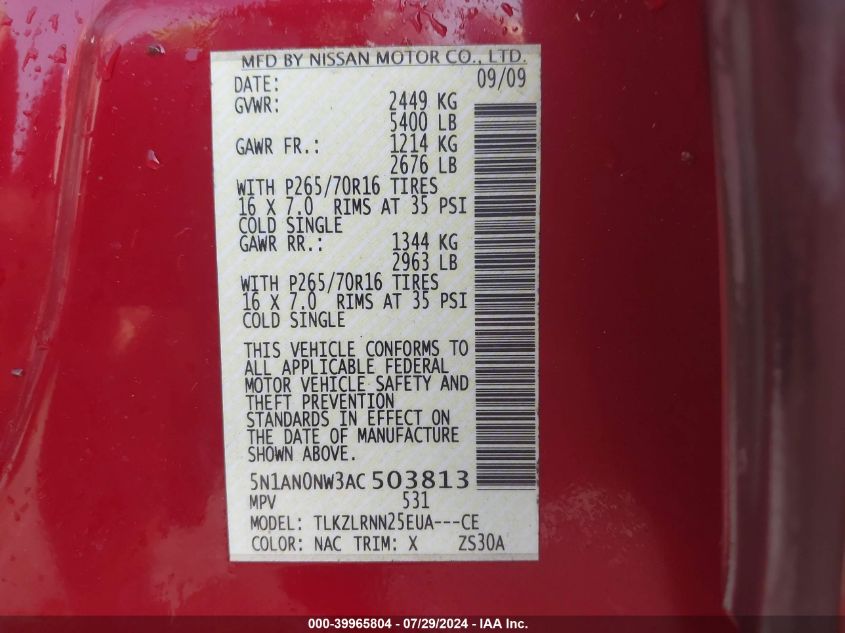 MFD BY NISSAN MOTOR CO., LTD.
DATE: 09/09
GVWR: 2449 KG
5400 LB
GAWR FR.: 1214 KG
2676 LB
WITH P265/70R16 TIRES
16 X 7.0 RIMS AT 35 PSI
COLD SINGLE
GAWR RR.: 1344 KG
2963 LB
WITH P265/70R16 TIRES
16 X 7.0 RIMS AT 35 PSI
COLD SINGLE
THIS VEHICLE CONFORMS TO
ALL APPLICABLE FEDERAL
MOTOR VEHICLE SAFETY AND
THEFT PREVENTION
STANDARDS IN EFFECT ON
THE DATE OF MANUFACTURE
SHOWN ABOVE.
5N1AN0NW3AC 503813
MPV 531
MODEL: TLKZLRNN25EUA---CE
COLOR: NAC TRIM: X ZS30A
000-39965804 - 07/29/2024 - IAA Inc.